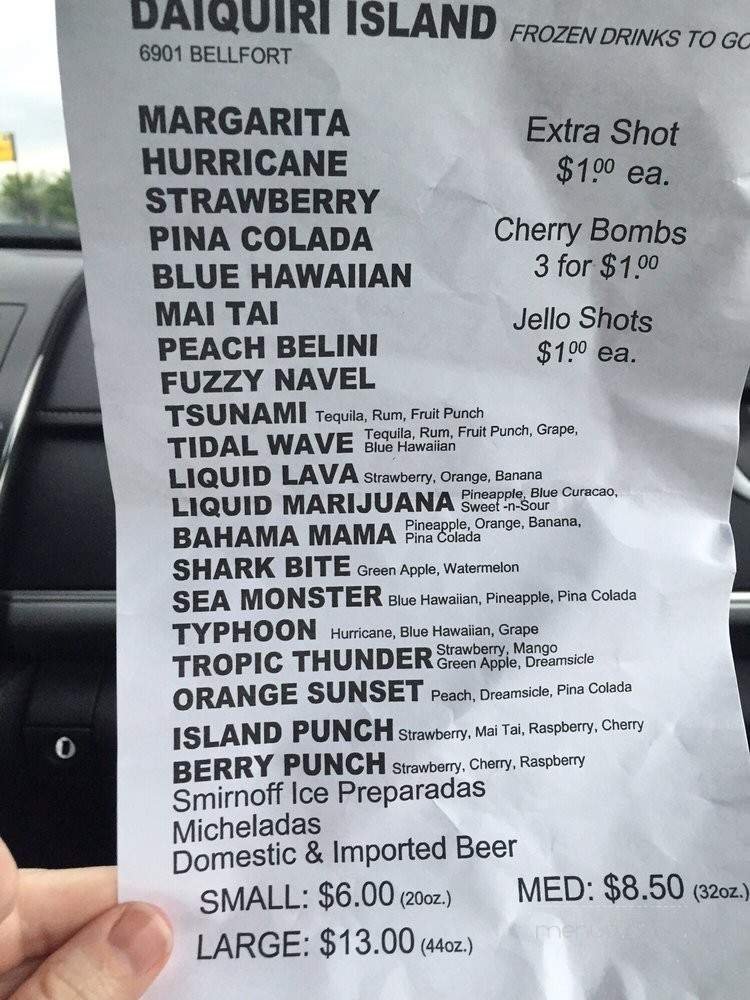 DAIQUIRI ISLAND FROZEN DRINKS TO GO
6901 BELLFORT
MARGARITA
HURRICANE
STRAWBERRY
PINA COLADA
BLUE HAWAIIAN
MAI TAI
PEACH BELINI
FUZZY NAVEL
Extra Shot
$1.00 ea.
Cherry Bombs
3 for $1.00
Jello Shots
$1.00 ea.
TSUNAMI Tequila, Rum, Fruit Punch
TIDAL WAVE Tequila, Rum, Fruit Punch, Grape,
Blue Hawaiian
LIQUID LAVA Strawberry, Orange, Banana
LIQUID MARIJUANA Pineapple, Blue Curacao,
Sweet -n-Sour
BAHAMA MAMA Pineapple, Orange, Banana,
Pina Colada
SHARK BITE Green Apple, Watermelon
SEA MONSTER Blue Hawaiian, Pineapple, Pina Colada
TYPHOON Hurricane, Blue Hawaiian, Grape
TROPIC THUNDER Strawberry, Mango
Green Apple, Dreamsicle
ORANGE SUNSET Peach, Dreamsicle, Pina Colada
ISLAND PUNCH Strawberry, Mai Tai, Raspberry, Cherry
BERRY PUNCH Strawberry, Cherry, Raspberry
Smirnoff Ice Preparadas
Micheladas
Domestic & Imported Beer
SMALL: $6.00 (20oz.) MED: $8.50 (32oz.)
LARGE: $13.00 (44oz.)